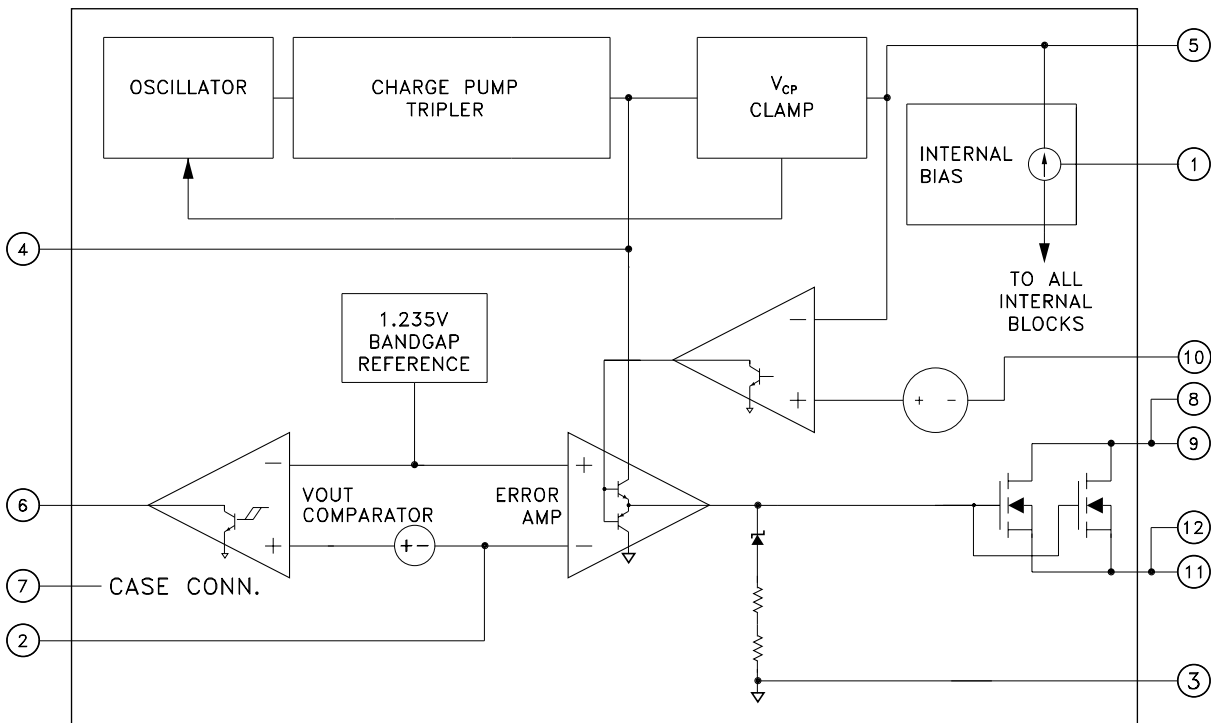 OSCILLATOR
CHARGE PUMP
TRIPLER
VCP
CLAMP
5
INTERNAL
BIAS
1
4
TO ALL
INTERNAL
BLOCKS
1.235V
BANDGAP
REFERENCE
−
+
+ -
10
8
9
−
+
6
VOUT
COMPARATOR
ERROR
AMP
+
+-
−
12
11
7
CASE CONN.
2
3